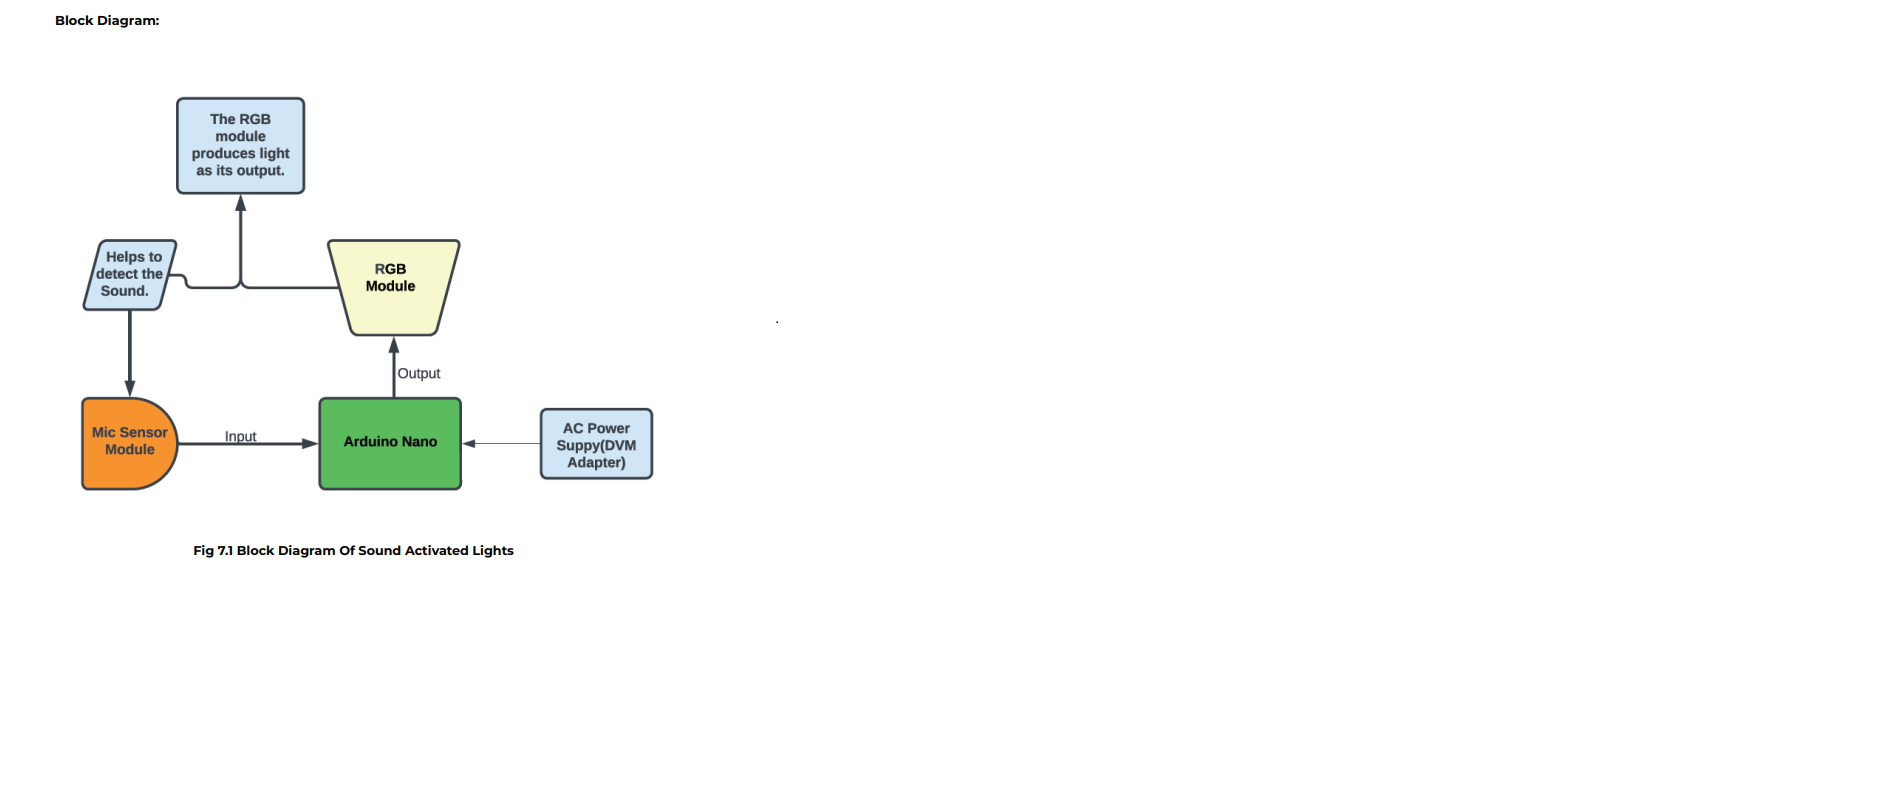 Block Diagram:
The RGB
module
produces light
as its output.
Helps to
detect the
Sound.
RGB
Module
Output
Mic Sensor
Module
Input
Arduino Nano
AC Power
Suppy(DVM
Adapter)
.
Fig 7.1 Block Diagram Of Sound Activated Lights